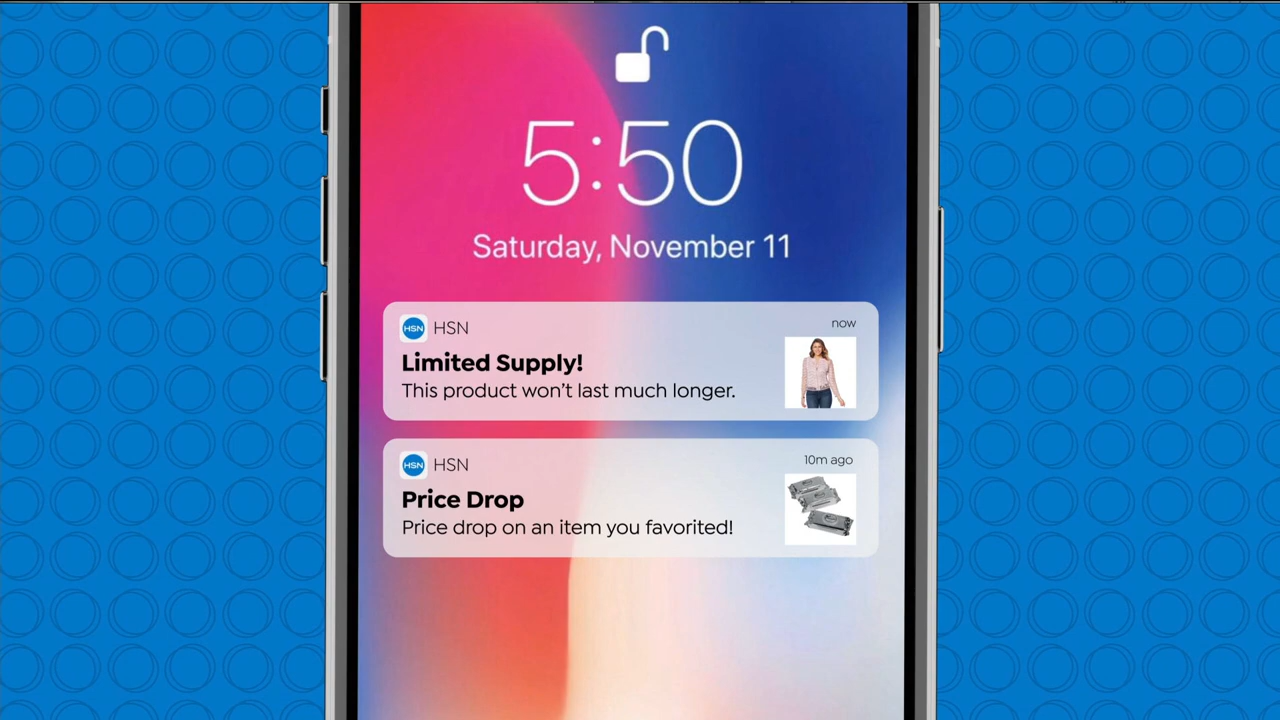 5:50
Saturday, November 11
HSN HSN
now
Limited Supply!
This product won't last much longer.
HSN HSN
10m ago
Price Drop
Price drop on an item you favorited!